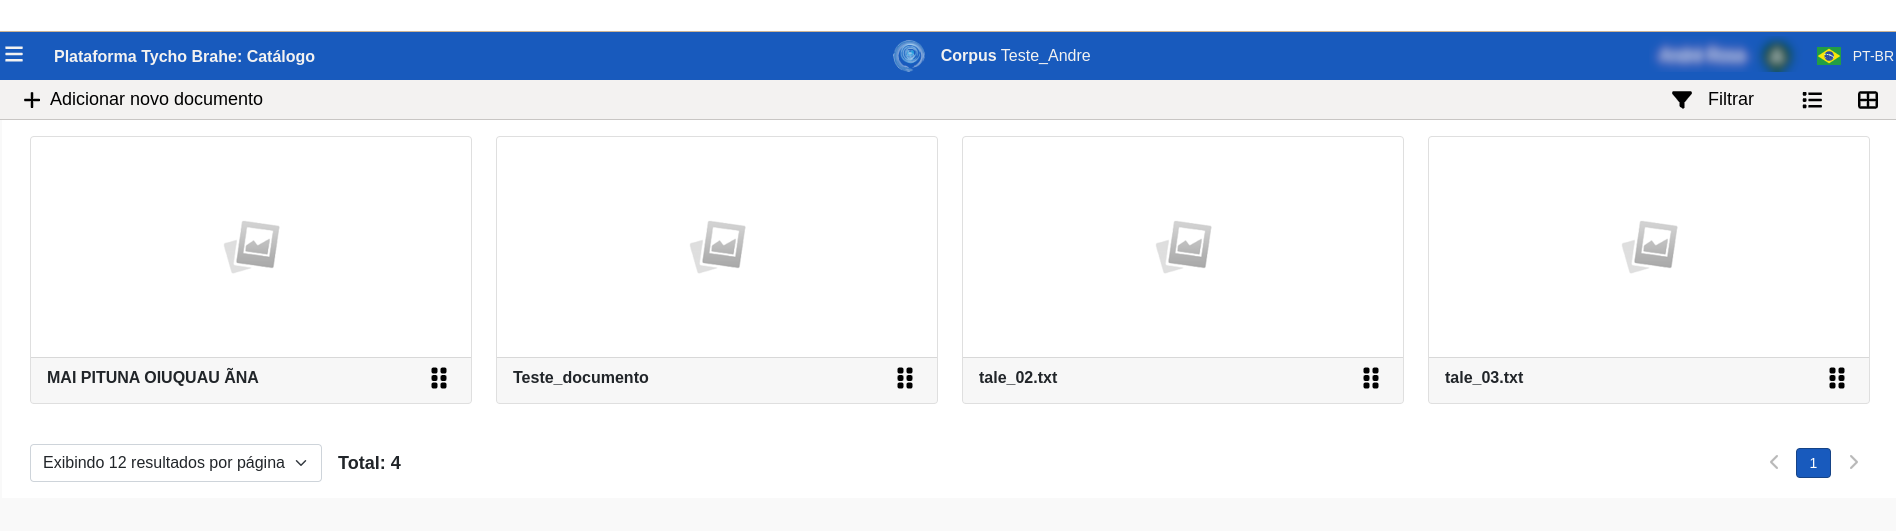 Plataforma Tycho Brahe: Catálogo
Corpus Teste_Andre
PT-BR
Adicionar novo documento
Filtrar
MAI PITUNA OIUQUAU ÃNA
Teste_documento
tale_02.txt
tale_03.txt
Exibindo 12 resultados por página
Total: 4
1